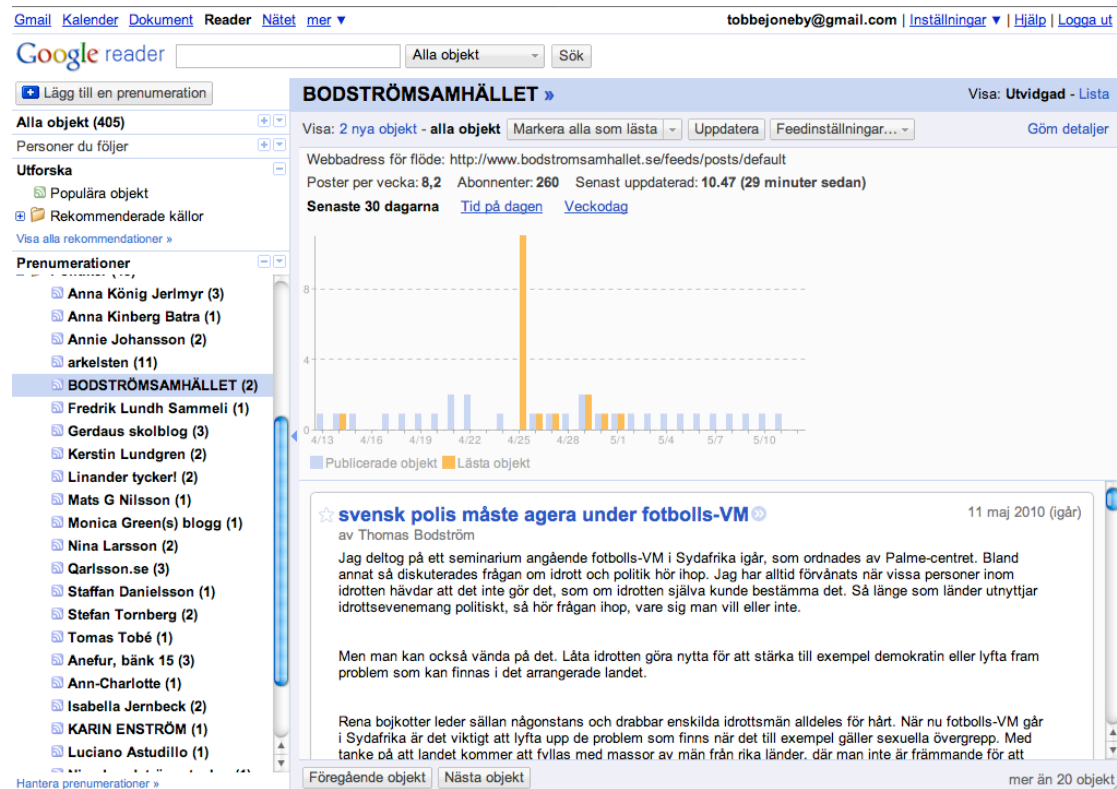 Gmail Kalender Dokument Reader Nätet mer ▼
tobbejoneby@gmail.com | Inställningar ▼ | Hjälp | Logga ut
Google reader
Alla objekt
Sök
Lägg till en prenumeration
Alla objekt (405)
Personer du följer
Utforska
Populära objekt
Rekommenderade källor
Visa alla rekommendationer »
Prenumerationer
Anna König Jerlmyr (3)
Anna Kinberg Batra (1)
Annie Johansson (2)
arkelsten (11)
BODSTRÖMSAMHÄLLET (2)
Fredrik Lundh Sammeli (1)
Gerdaus skolblog (3)
Kerstin Lundgren (2)
Linander tycker! (2)
Mats G Nilsson (1)
Monica Green(s) blogg (1)
Nina Larsson (2)
Qarlsson.se (3)
Staffan Danielsson (1)
Stefan Tornberg (2)
Tomas Tobé (1)
Anefur, bänk 15 (3)
Ann-Charlotte (1)
Isabella Jernbeck (2)
KARIN ENSTRÖM (1)
Luciano Astudillo (1)
Hantera prenumerationer »
BODSTRÖMSAMHÄLLET »
Visa: Utvidgad - Lista
Visa: 2 nya objekt - alla objekt
Markera alla som lästa
Uppdatera
Feedinställningar...
Göm detaljer
Webbadress för flöde: http://www.bodstromsamhallet.se/feeds/posts/default
Poster per vecka: 8,2 Abonnenter: 260 Senast uppdaterad: 10.47 (29 minuter sedan)
Senaste 30 dagarna Tid på dagen Veckodag
8
4
0
4/13 4/16 4/19 4/22 4/25 4/28 5/1 5/4 5/7 5/10
Publicerade objekt Lästa objekt
svensk polis måste agera under fotbolls-VM
11 maj 2010 (igår)
av Thomas Bodström
Jag deltog på ett seminarium angående fotbolls-VM i Sydafrika igår, som ordnades av Palme-centret. Bland
annat så diskuterades frågan om idrott och politik hör ihop. Jag har alltid förvånats när vissa personer inom
idrotten hävdar att det inte gör det, som om idrotten själva kunde bestämma det. Så länge som länder utnyttjar
idrottsevenemang politiskt, så hör frågan ihop, vare sig man vill eller inte.
Men man kan också vända på det. Låta idrotten göra nytta för att stärka till exempel demokratin eller lyfta fram
problem som kan finnas i det arrangerade landet.
Rena bojkotter leder sällan någonstans och drabbar enskilda idrottsmän alldeles för hårt. När nu fotbolls-VM går
i Sydafrika är det viktigt att lyfta upp de problem som finns när det till exempel gäller sexuella övergrepp. Med
tanke på att landet kommer att fyllas med massor av män från rika länder, där man inte är främmande för att
Föregående objekt
Nästa objekt
mer än 20 objekt